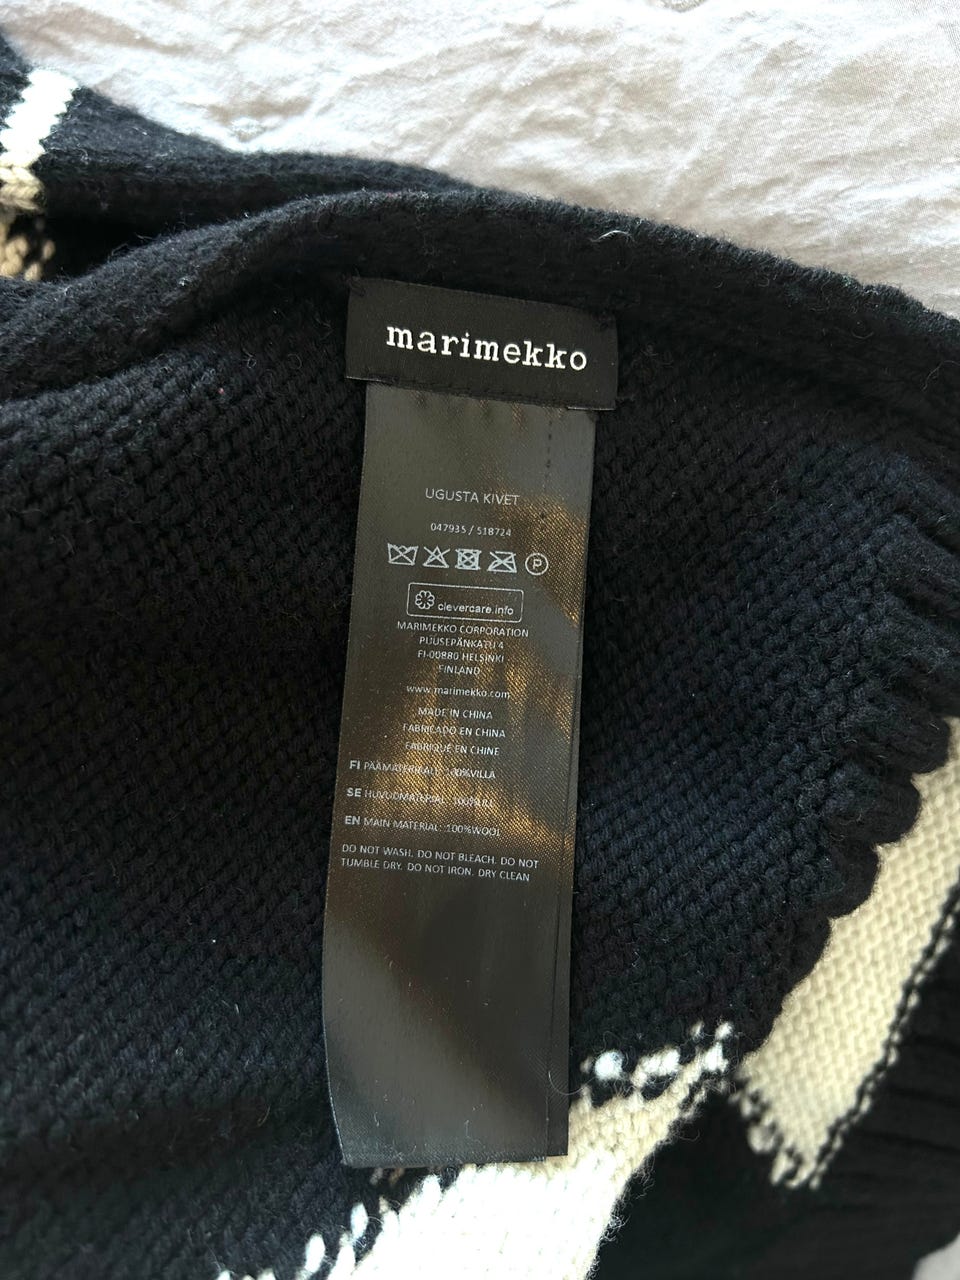 marimekko
UGUSTA KIVET
047935 / 518724
P
clevercare.info
MARIMEKKO CORPORATION
PUUSEPÄNKATU 4
FI-00880 HELSINKI
FINLAND
www.marimekko.com
MADE IN CHINA
FABRICADO EN CHINA
FABRIQUÉ EN CHINE
FI PÄÄMATERIAALI: 100%VILLA
SE HUVUDMATERIAL: 100%ULL
EN MAIN MATERIAL: 100%WOOL
DO NOT WASH. DO NOT BLEACH. DO NOT
TUMBLE DRY. DO NOT IRON. DRY CLEAN